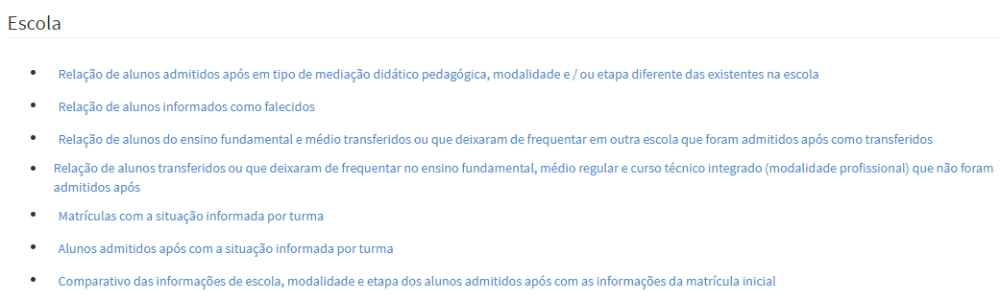 Escola
Relação de alunos admitidos após em tipo de mediação didático pedagógica, modalidade e / ou etapa diferente das existentes na escola
Relação de alunos informados como falecidos
Relação de alunos do ensino fundamental e médio transferidos ou que deixaram de frequentar em outra escola que foram admitidos após como transferidos
Relação de alunos transferidos ou que deixaram de frequentar no ensino fundamental, médio regular e curso técnico integrado (modalidade profissional) que não foram
admitidos após
Matrículas com a situação informada por turma
Alunos admitidos após com a situação informada por turma
Comparativo das informações de escola, modalidade e etapa dos alunos admitidos após com as informações da matrícula inicial